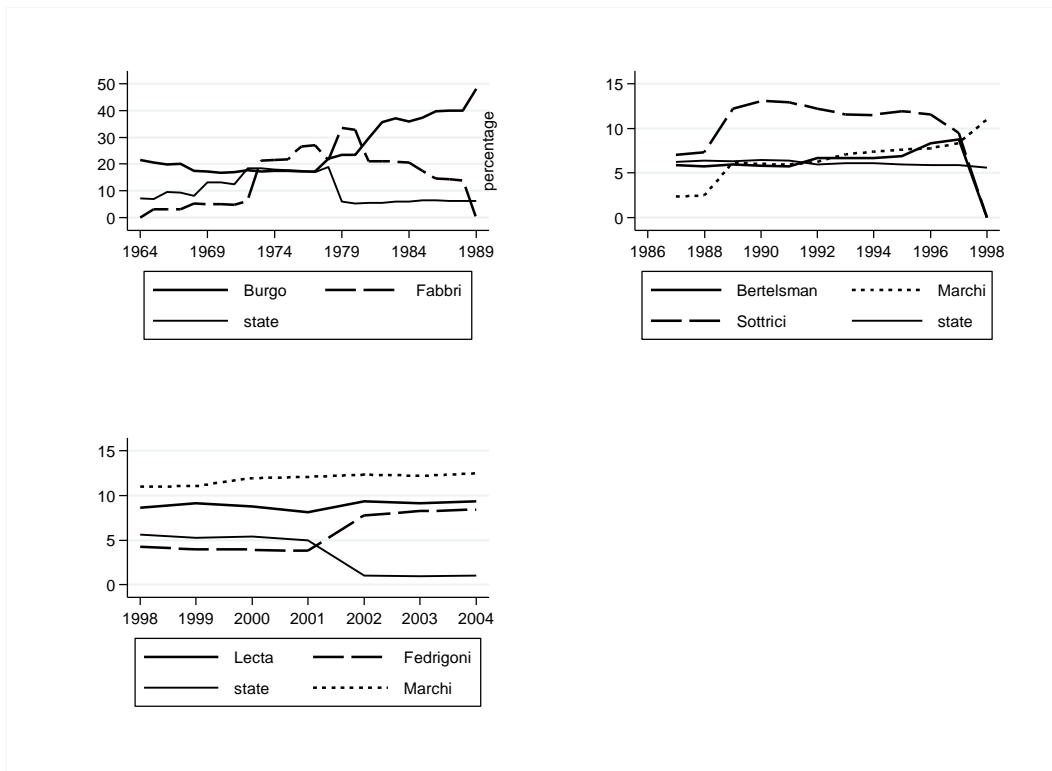 50
40
30
20
10
0
1964 1969 1974 1979 1984 1989
Burgo Fabbri
state
percentage
15
10
5
0
1986 1988 1990 1992 1994 1996 1998
Bertelsman Marchi
Sottrici state
15
10
5
0
1998 1999 2000 2001 2002 2003 2004
Lecta Fedrigoni
state Marchi